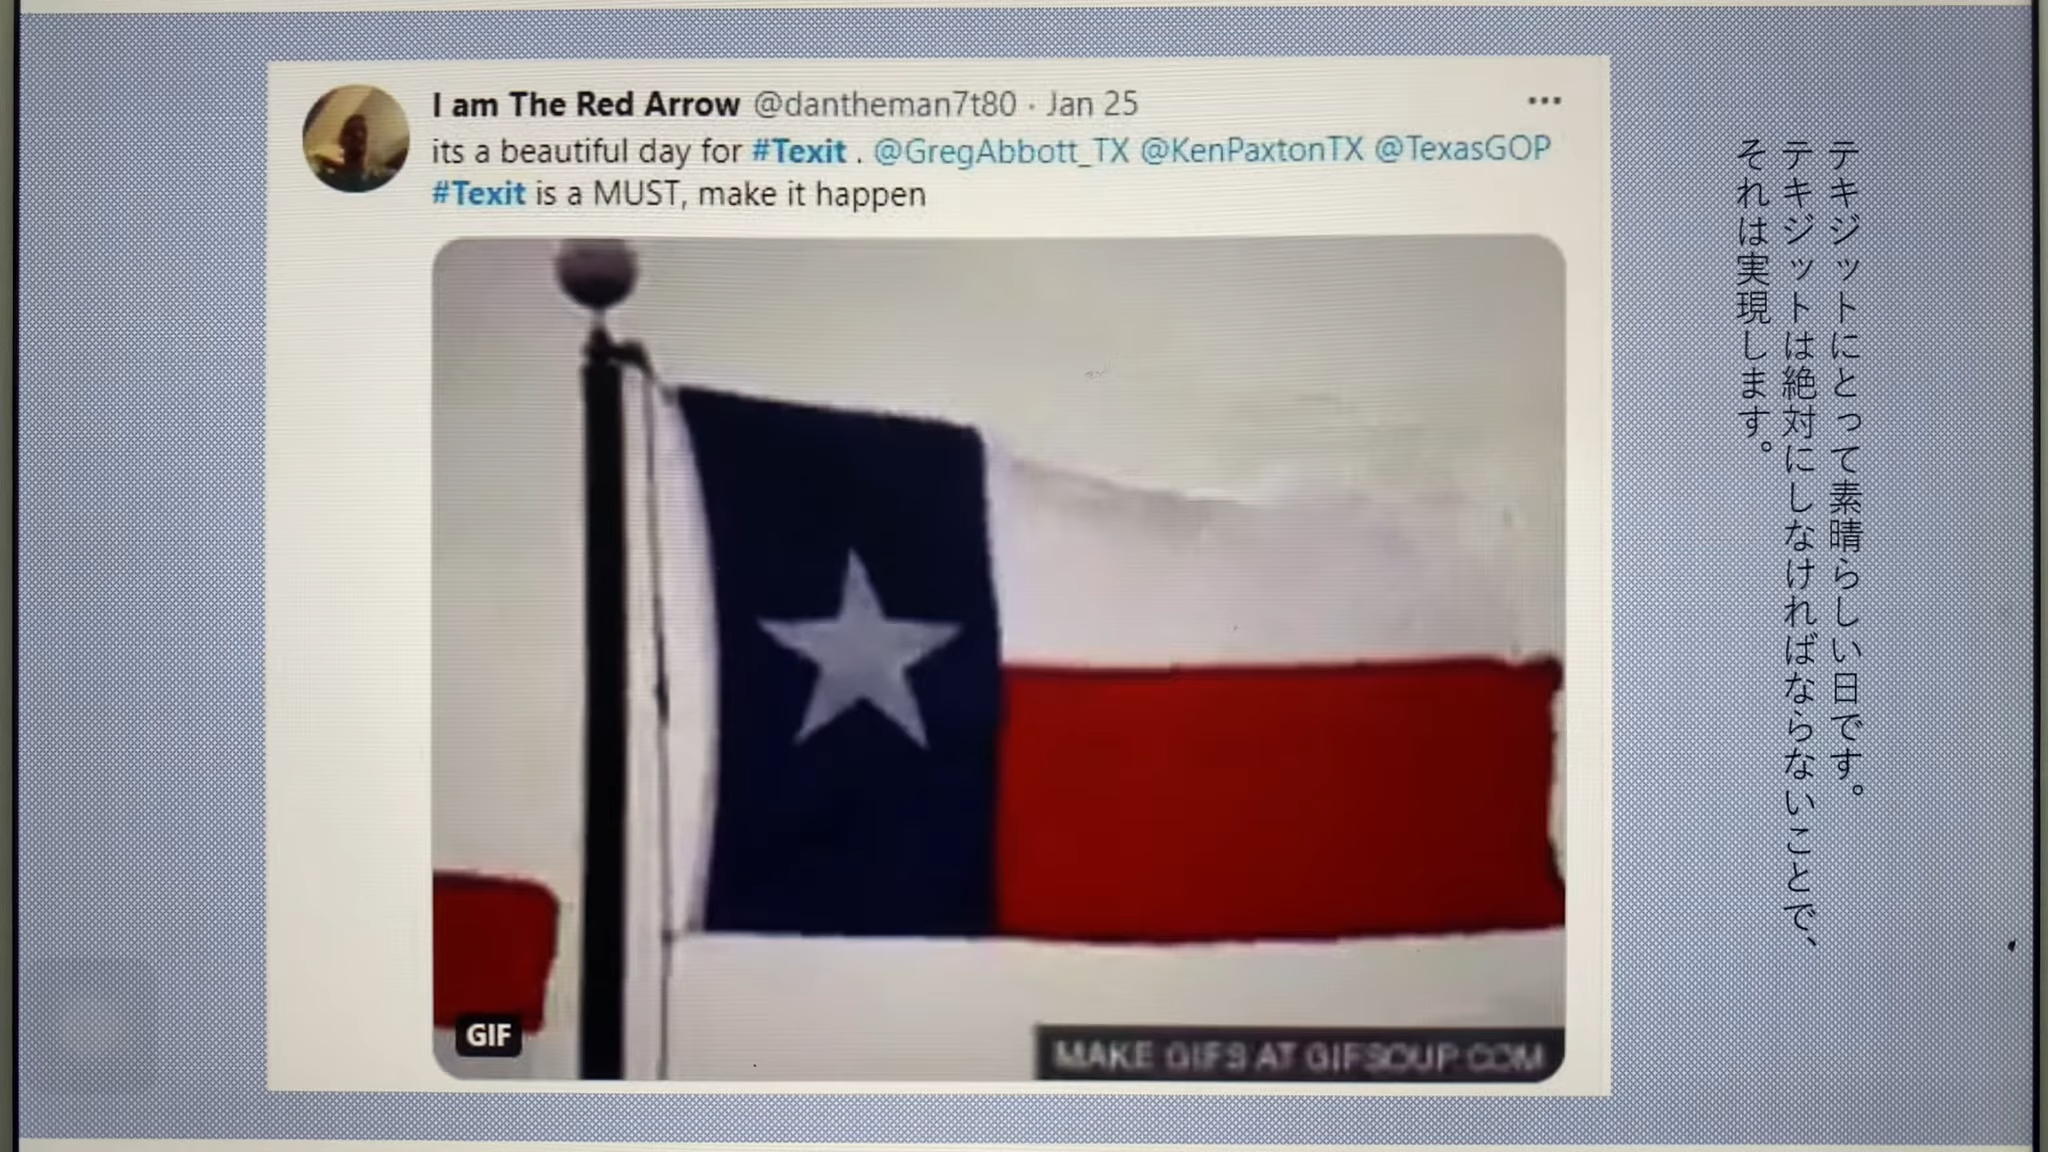 I am The Red Arrow @dantheman7t80 · Jan 25
its a beautiful day for #Texit . @GregAbbott_TX @KenPaxtonTX @TexasGOP
#Texit is a MUST, make it happen
GIF
MAKE GIFS AT GIFSOUP.COM
テキジットにとって素晴らしい日です。
テキジットは絶対にしなければならないことで、
それは実現します。